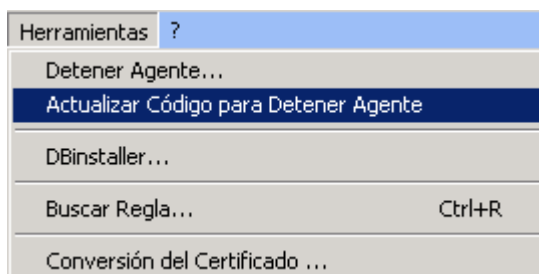 Herramientas ?
Detener Agente...
Actualizar Código para Detener Agente
DBinstaller...
Buscar Regla... Ctrl+R
Conversión del Certificado ...